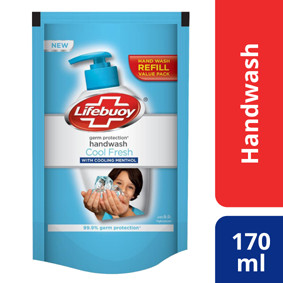 NEW
HAND WASH
REFILL
VALUE PACK
Lifebuoy
germ protection*
handwash
Cool Fresh
WITH COOLING MENTHOL
99.9% germ protection*
Handwash
170
ml